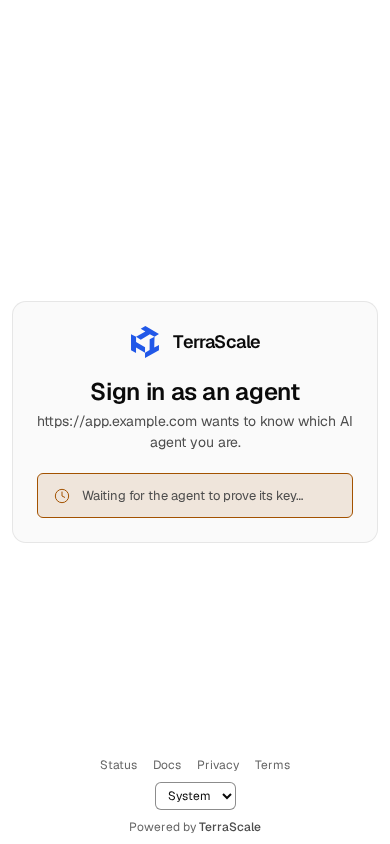 TerraScale
Sign in as an agent
https://app.example.com wants to know which AI
agent you are.
Waiting for the agent to prove its key...
Status Docs Privacy Terms
System
Powered by TerraScale